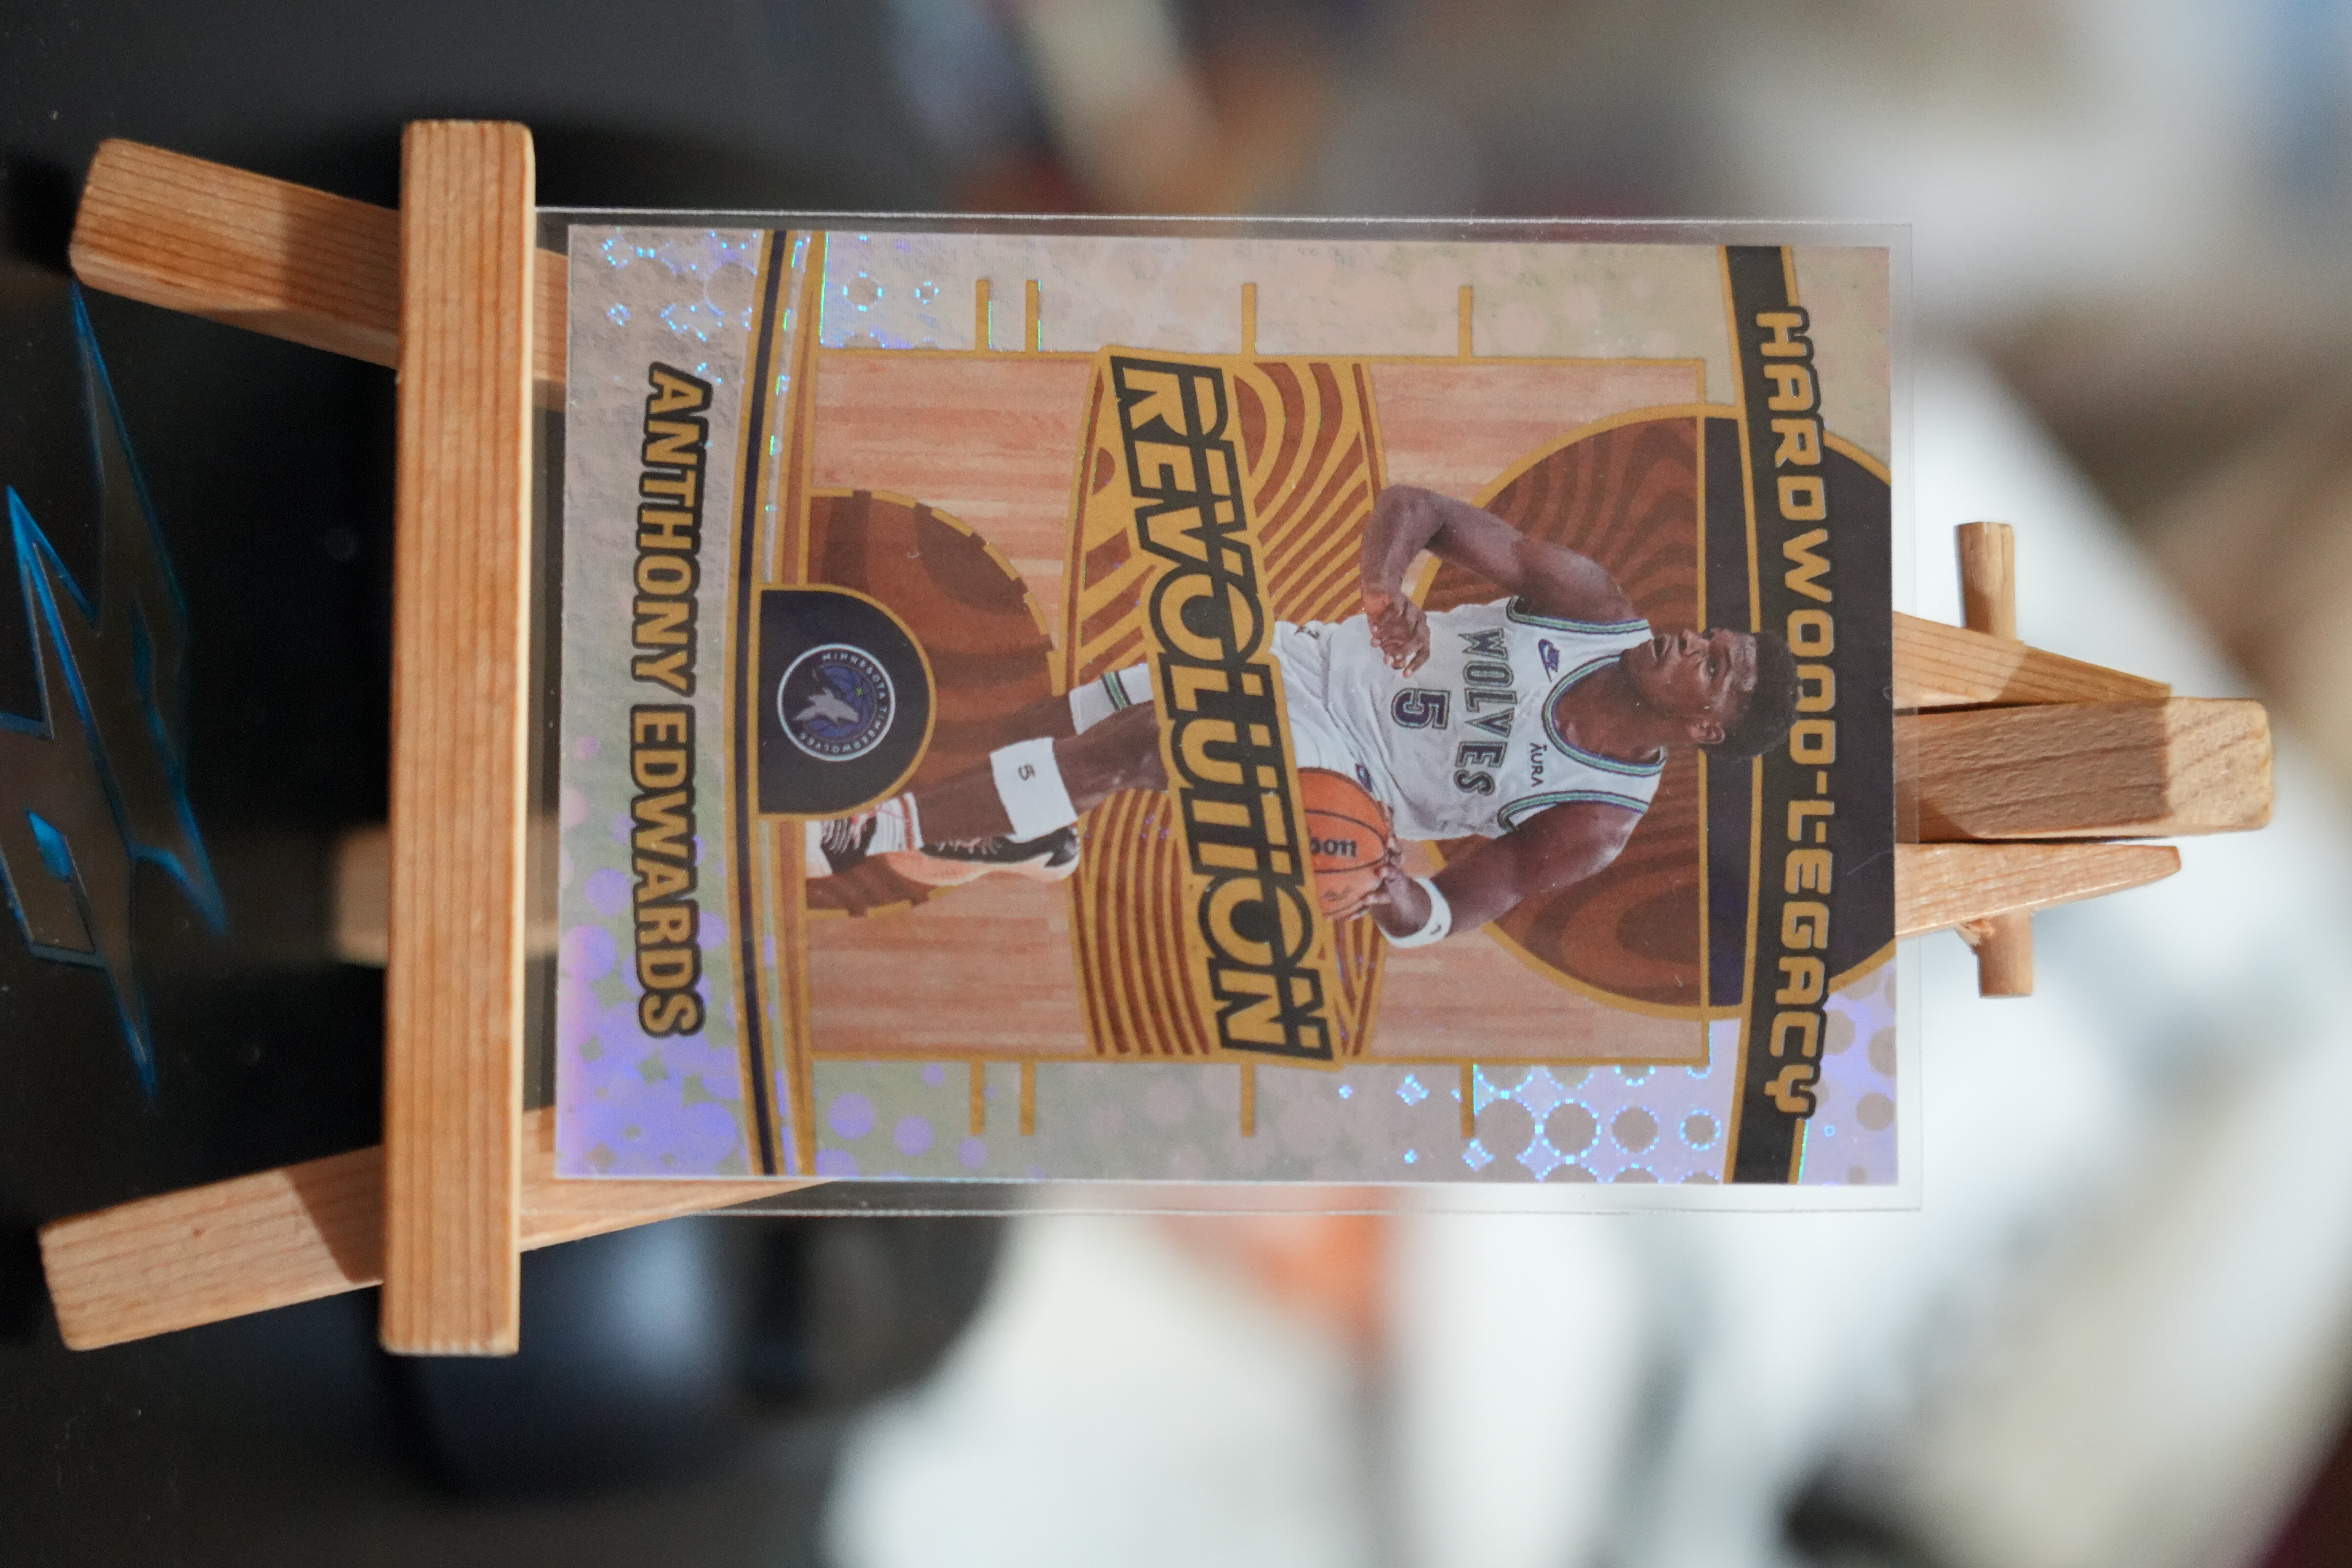 HARDWOOD-LEGACY
AURA
WOLVES
5
REVOLUTION
5
MINNESOTA TIMBERWOLVES
ANTHONY EDWARDS